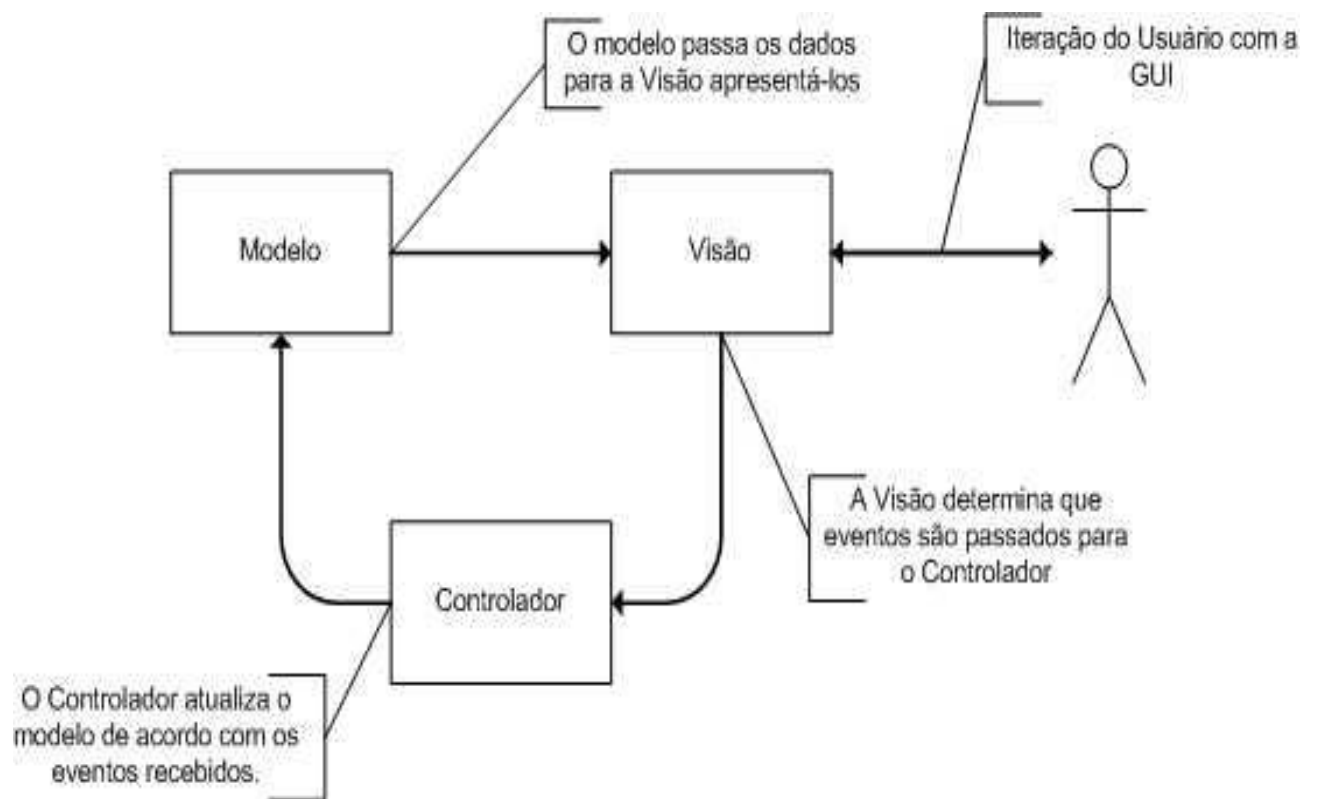 O modelo passa os dados
para a Visão apresentá-los
Iteração do Usuário com a
GUI
Modelo
Visão
A Visão determina que
eventos são passados para
o Controlador
Controlador
O Controlador atualiza o
modelo de acordo com os
eventos recebidos.